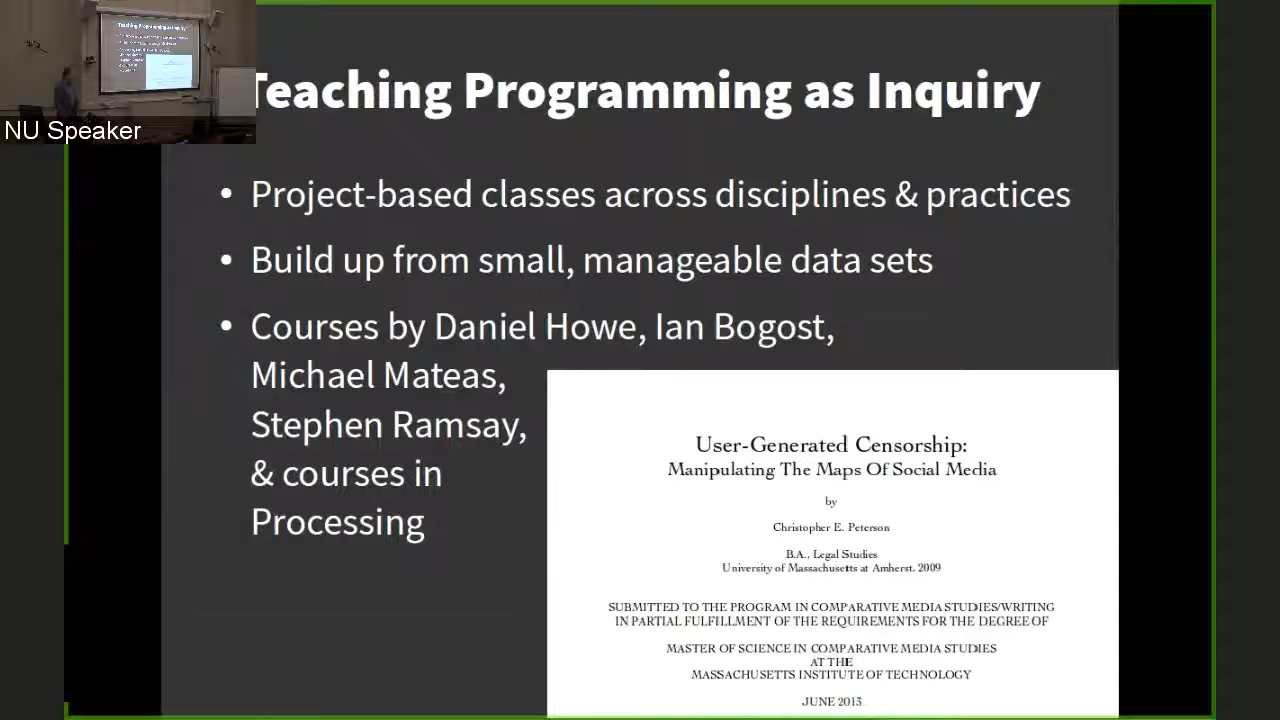 Teaching Programming as Inquiry
NU Speaker
Teaching Programming as Inquiry
• Project-based classes across disciplines & practices
• Build up from small, manageable data sets
• Courses by Daniel Howe, Ian Bogost,
Michael Mateas,
Stephen Ramsay,
& courses in
Processing
User-Generated Censorship:
Manipulating The Maps Of Social Media
by
Christopher E. Peterson
B.A., Legal Studies
University of Massachusetts at Amherst, 2009
SUBMITTED TO THE PROGRAM IN COMPARATIVE MEDIA STUDIES/WRITING
IN PARTIAL FULFILLMENT OF THE REQUIREMENTS FOR THE DEGREE OF
MASTER OF SCIENCE IN COMPARATIVE MEDIA STUDIES
AT THE
MASSACHUSETTS INSTITUTE OF TECHNOLOGY
JUNE 2013